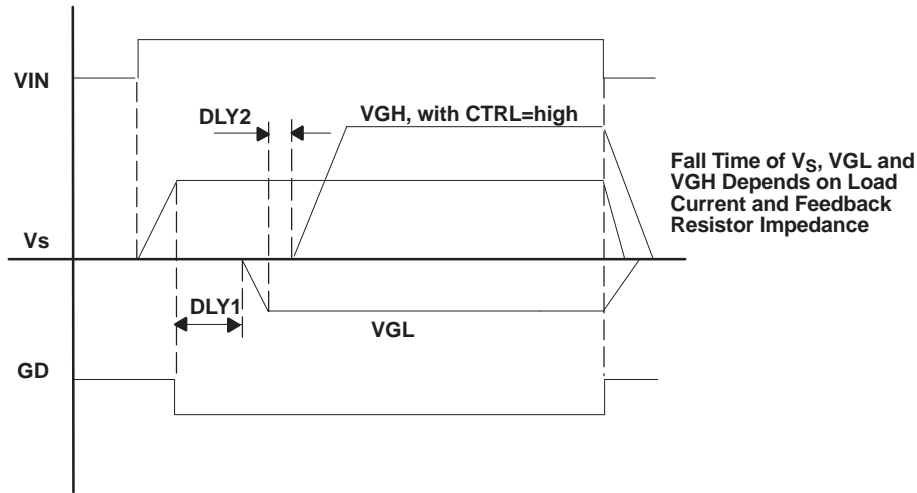 VIN
DLY2
VGH, with CTRL=high
Fall Time of VS, VGL and
VGH Depends on Load
Current and Feedback
Resistor Impedance
Vs
DLY1
VGL
GD